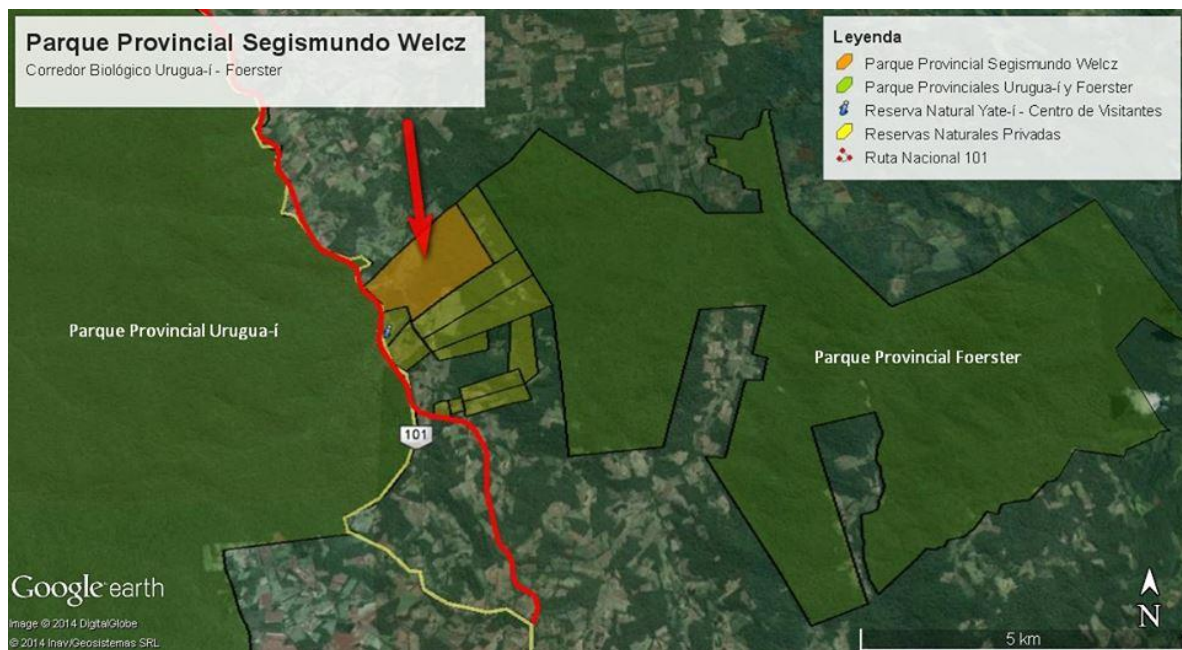 Parque Provincial Segismundo Welcz
Corredor Biológico Urugua-í - Foerster
Leyenda
Parque Provincial Segismundo Welcz
Parque Provinciales Urugua-í y Foerster
Reserva Natural Yate-í - Centro de Visitantes
Reservas Naturales Privadas
Ruta Nacional 101
Parque Provincial Urugua-í
Parque Provincial Foerster
101
Google earth
Image © 2014 DigitalGlobe
© 2014 Inav/Geosistemas SRL
N
5 km